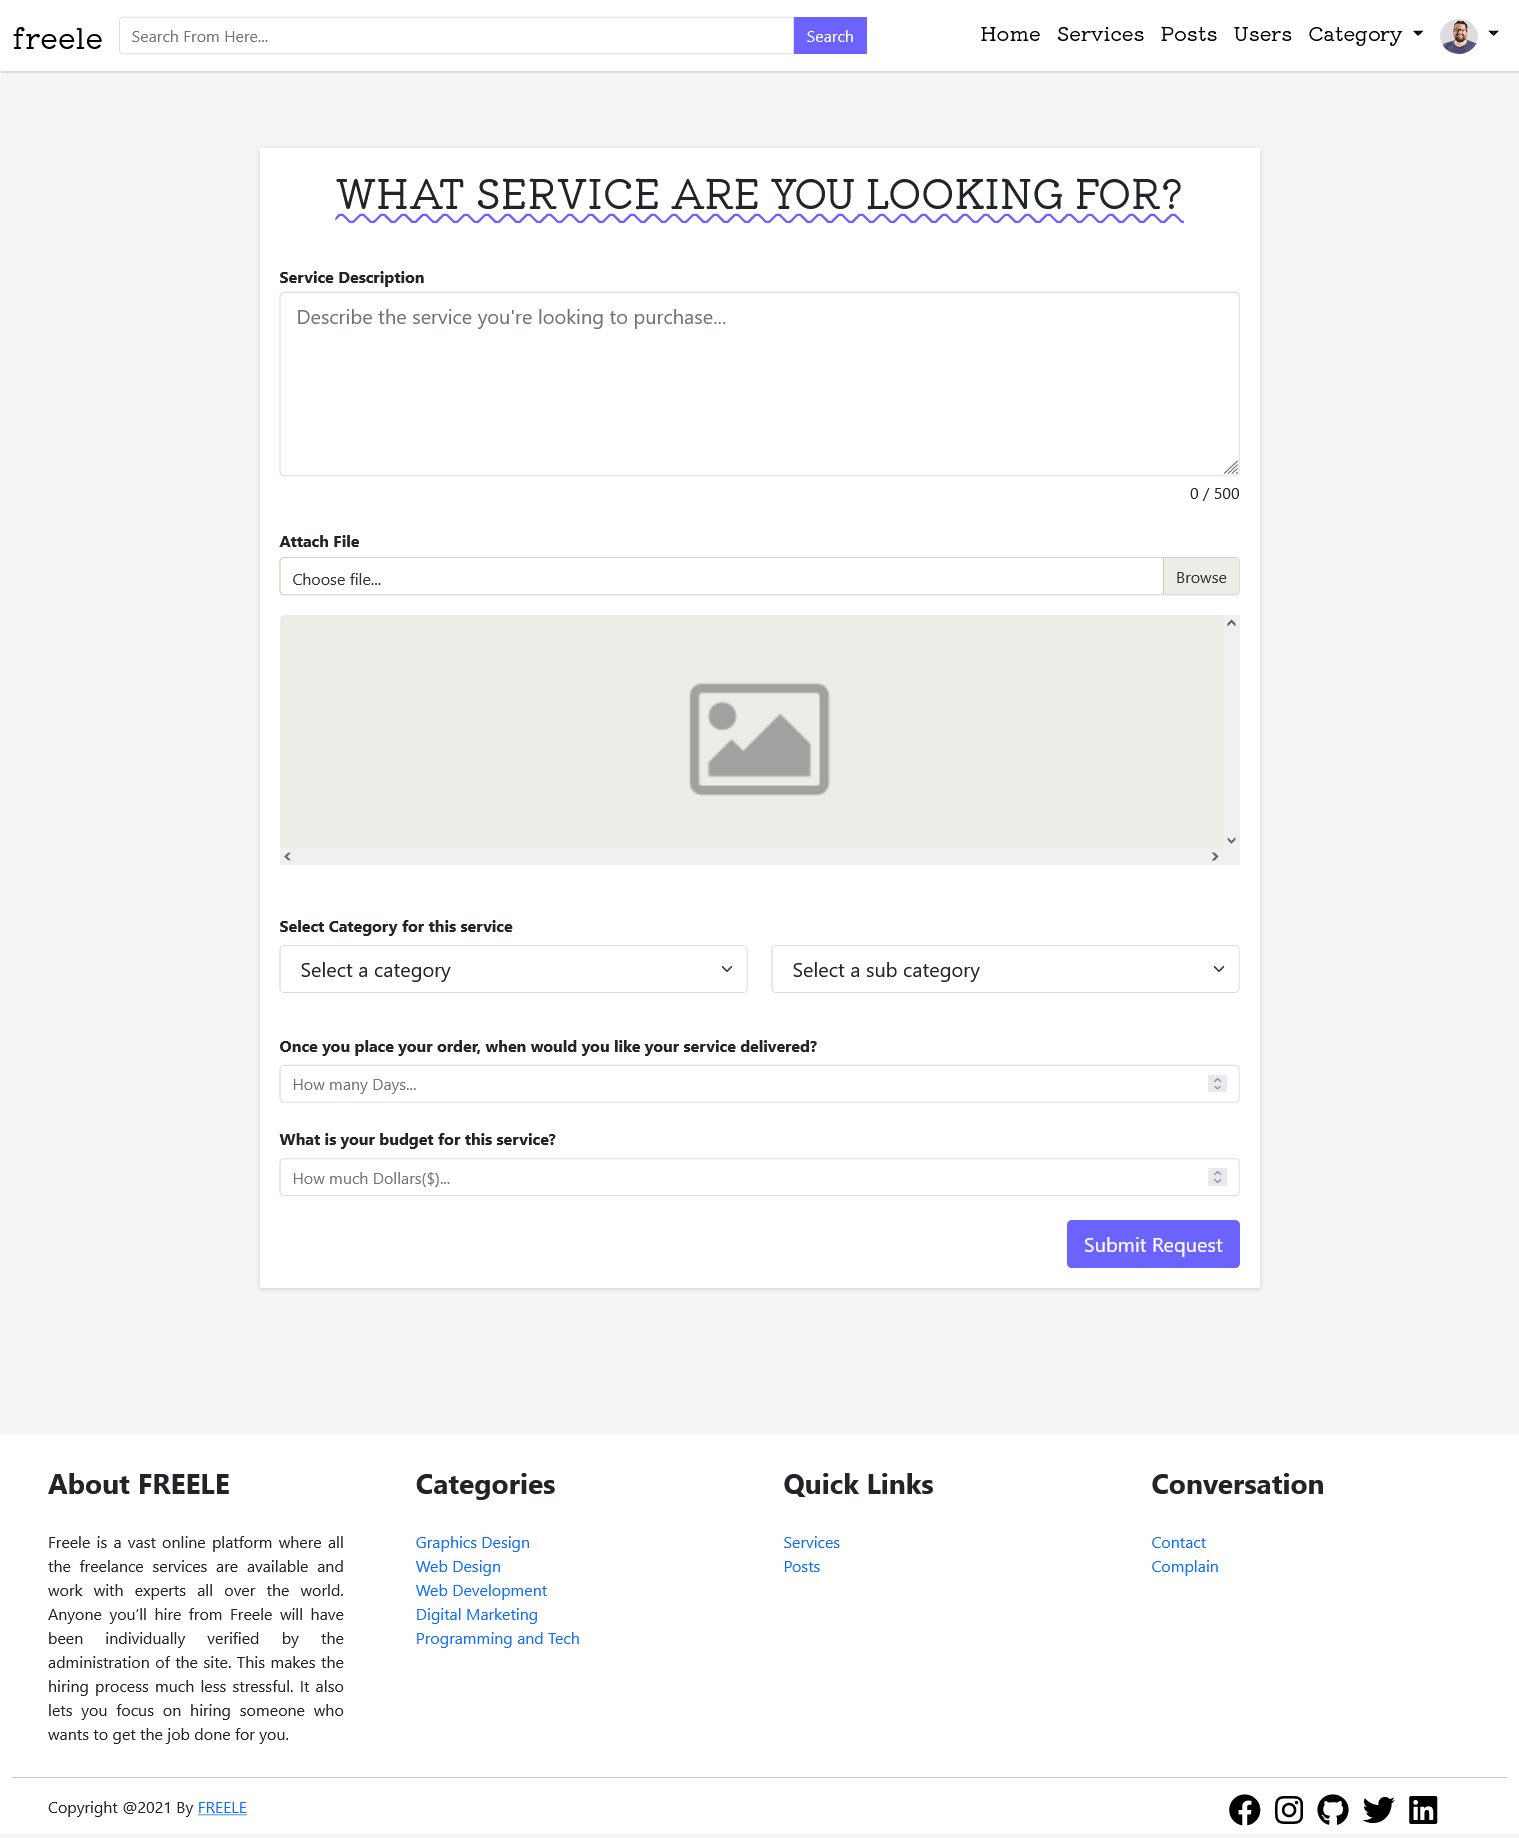 freele
Search From Here...
Search
Home
Services
Posts
Users
Category
WHAT SERVICE ARE YOU LOOKING FOR?
Service Description
Describe the service you're looking to purchase...
0 / 500
Attach File
Choose file...
Browse
Select Category for this service
Select a category
Select a sub category
Once you place your order, when would you like your service delivered?
How many Days...
What is your budget for this service?
How much Dollars($)...
Submit Request
About FREELE
Freele is a vast online platform where all
the freelance services are available and
work with experts all over the world.
Anyone you'll hire from Freele will have
been individually verified by the
administration of the site. This makes the
hiring process much less stressful. It also
lets you focus on hiring someone who
wants to get the job done for you.
Categories
Graphics Design
Web Design
Web Development
Digital Marketing
Programming and Tech
Quick Links
Services
Posts
Conversation
Contact
Complain
Copyright @2021 By FREELE